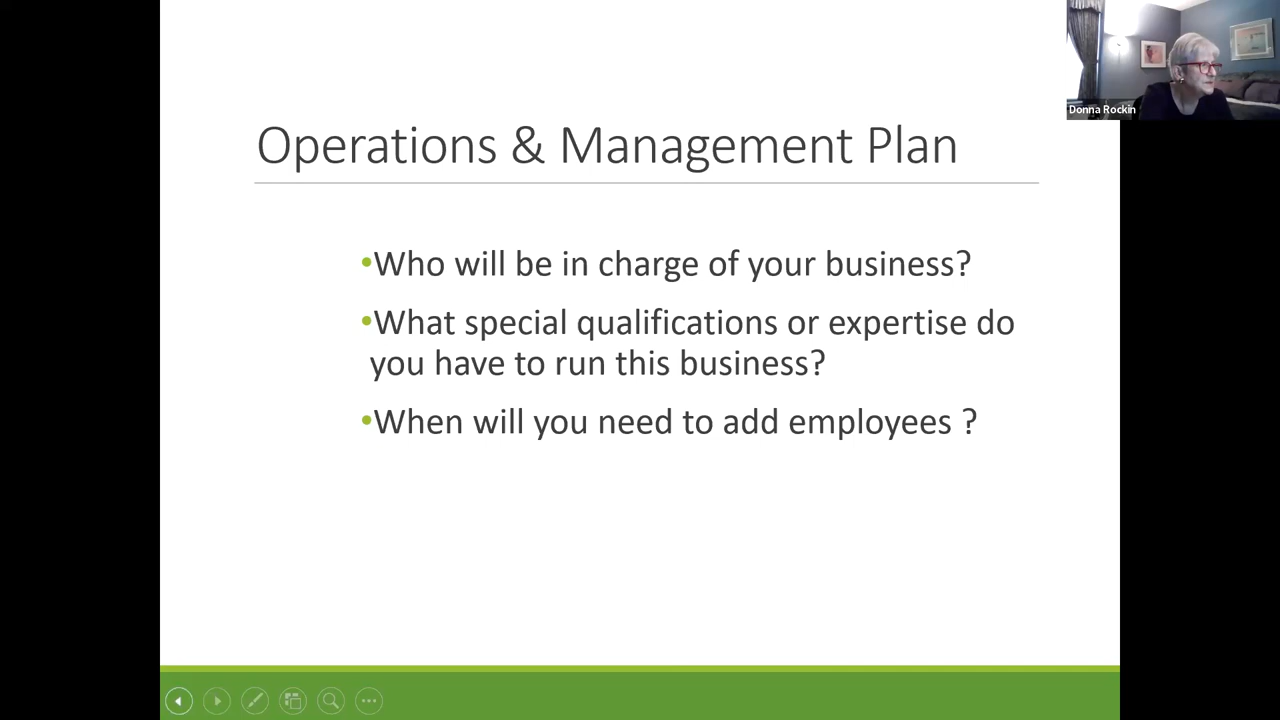 Donna Rockin
Operations & Management Plan
•Who will be in charge of your business?
•What special qualifications or expertise do
you have to run this business?
•When will you need to add employees ?